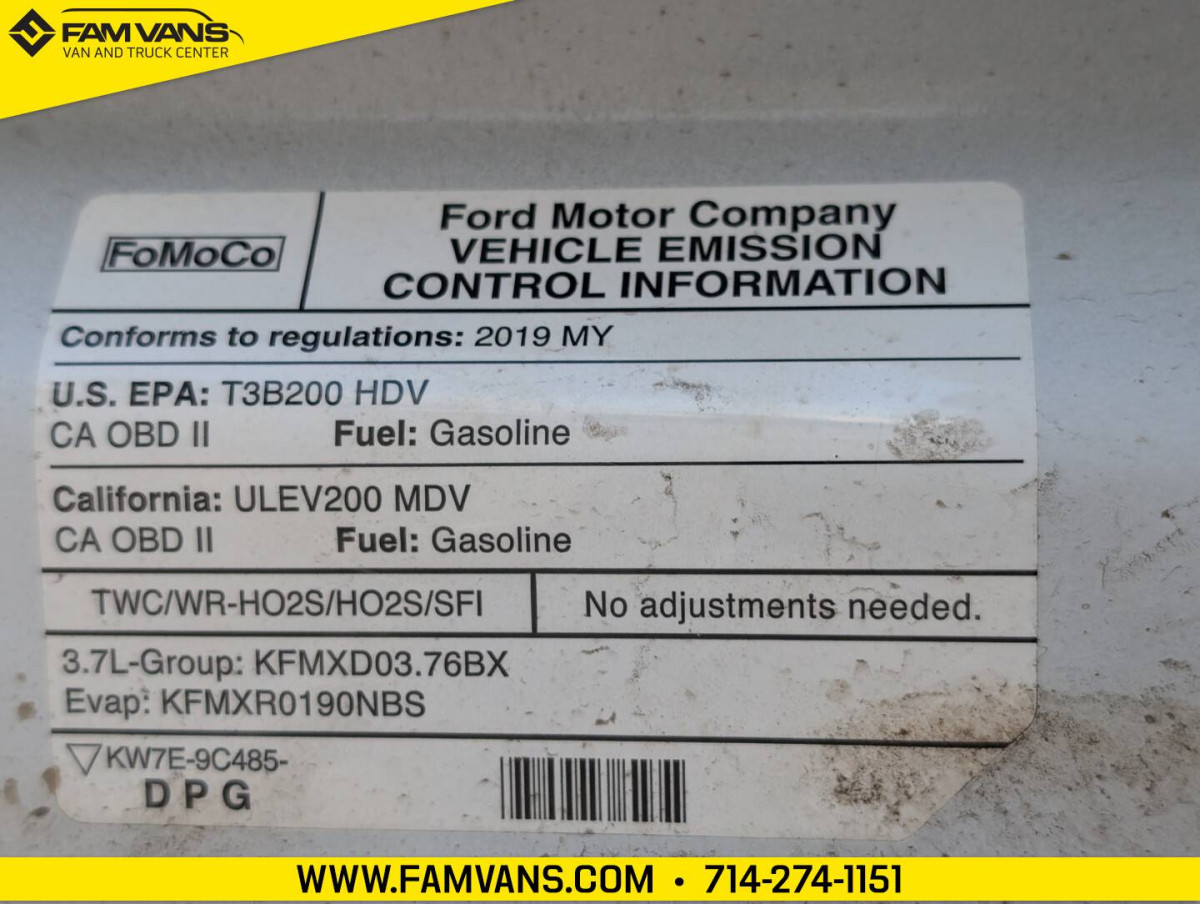 FAM VANS
VAN AND TRUCK CENTER
FoMoCo
Ford Motor Company
VEHICLE EMISSION
CONTROL INFORMATION
Conforms to regulations: 2019 MY
U.S. EPA: T3B200 HDV
CA OBD II Fuel: Gasoline
California: ULEV200 MDV
CA OBD II Fuel: Gasoline
TWC/WR-HO2S/HO2S/SFI No adjustments needed.
3.7L-Group: KFMXD03.76BX
Evap: KFMXR0190NBS
KW7E-9C485-
D P G
WWW.FAMVANS.COM • 714-274-1151